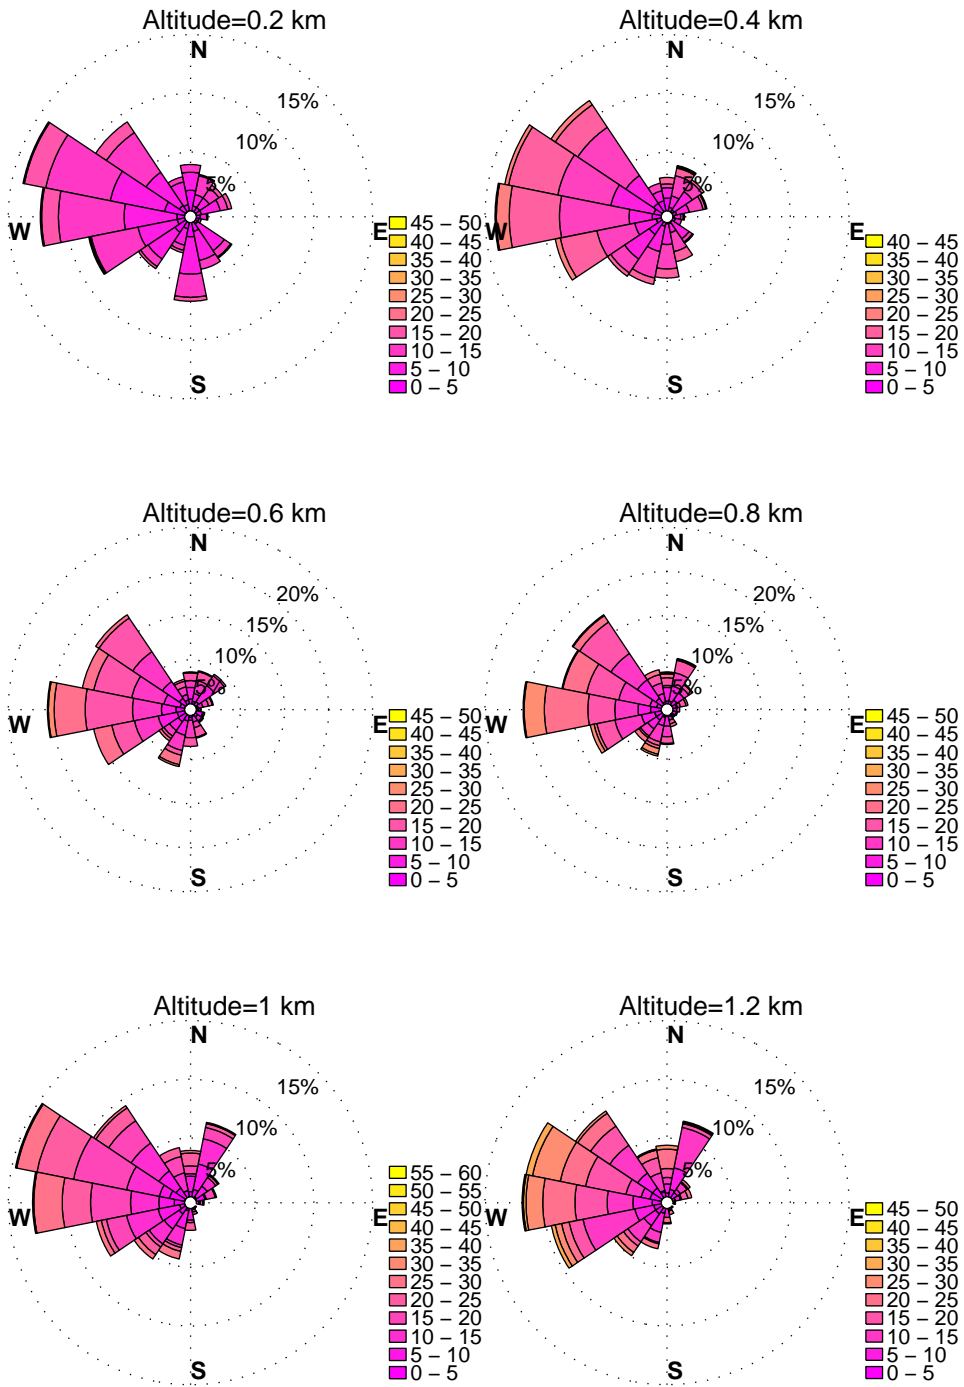 Altitude=0.2 km
N
15%
10%
5%
W
E
S
45 – 50
40 – 45
35 – 40
30 – 35
25 – 30
20 – 25
15 – 20
10 – 15
5 – 10
0 – 5
Altitude=0.4 km
N
15%
10%
5%
W
E
S
40 – 45
35 – 40
30 – 35
25 – 30
20 – 25
15 – 20
10 – 15
5 – 10
0 – 5
Altitude=0.6 km
N
20%
15%
10%
5%
W
E
S
45 – 50
40 – 45
35 – 40
30 – 35
25 – 30
20 – 25
15 – 20
10 – 15
5 – 10
0 – 5
Altitude=0.8 km
N
20%
15%
10%
5%
W
E
S
45 – 50
40 – 45
35 – 40
30 – 35
25 – 30
20 – 25
15 – 20
10 – 15
5 – 10
0 – 5
Altitude=1 km
N
15%
10%
5%
W
E
S
55 – 60
50 – 55
45 – 50
40 – 45
35 – 40
30 – 35
25 – 30
20 – 25
15 – 20
10 – 15
5 – 10
0 – 5
Altitude=1.2 km
N
15%
10%
5%
W
E
S
45 – 50
40 – 45
35 – 40
30 – 35
25 – 30
20 – 25
15 – 20
10 – 15
5 – 10
0 – 5